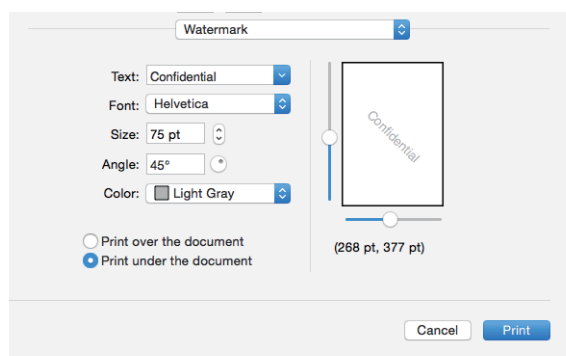 Watermark
Text: Confidential
Font: Helvetica
Size: 75 pt
Angle: 45°
Color: Light Gray
Print over the document
Print under the document
Confidential
(268 pt, 377 pt)
Cancel Print